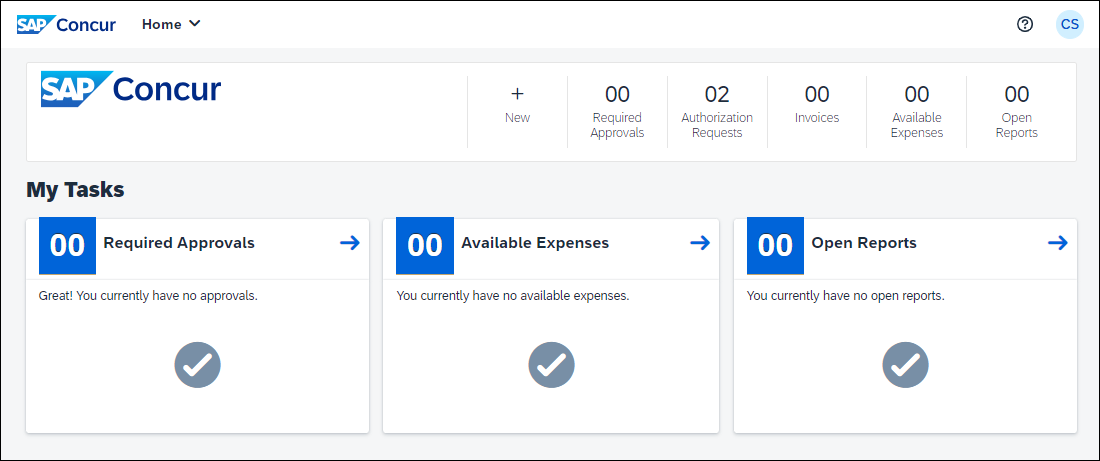 SAP Concur Home
CS
SAP Concur
+ 00 02 00 00 00
New Required Authorization Invoices Available Open
Approvals Requests Expenses Reports
My Tasks
00 Required Approvals
Great! You currently have no approvals.
00 Available Expenses
You currently have no available expenses.
00 Open Reports
You currently have no open reports.